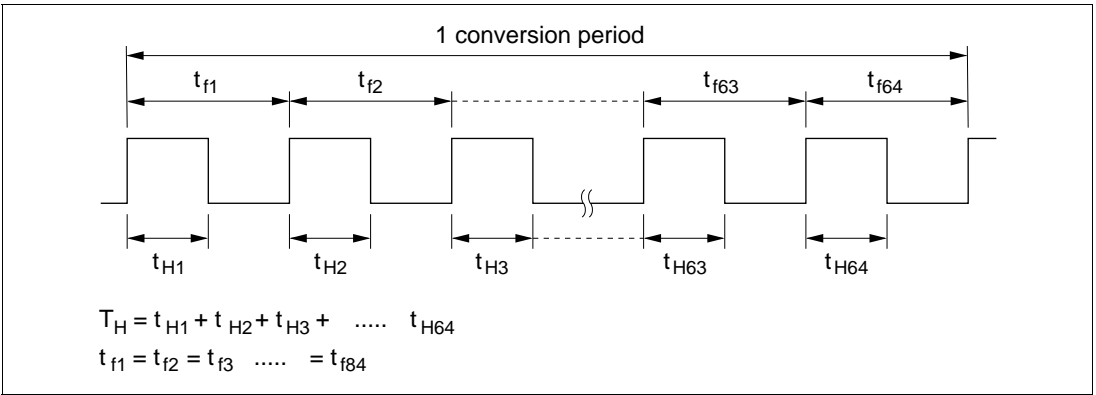 1 conversion period
t f1 t f2 t f63 t f64
t H1 t H2 t H3 t H63 t H64
T H = t H1 + t H2 + t H3 + ..... t H64
t f1 = t f2 = t f3 ..... = t f84